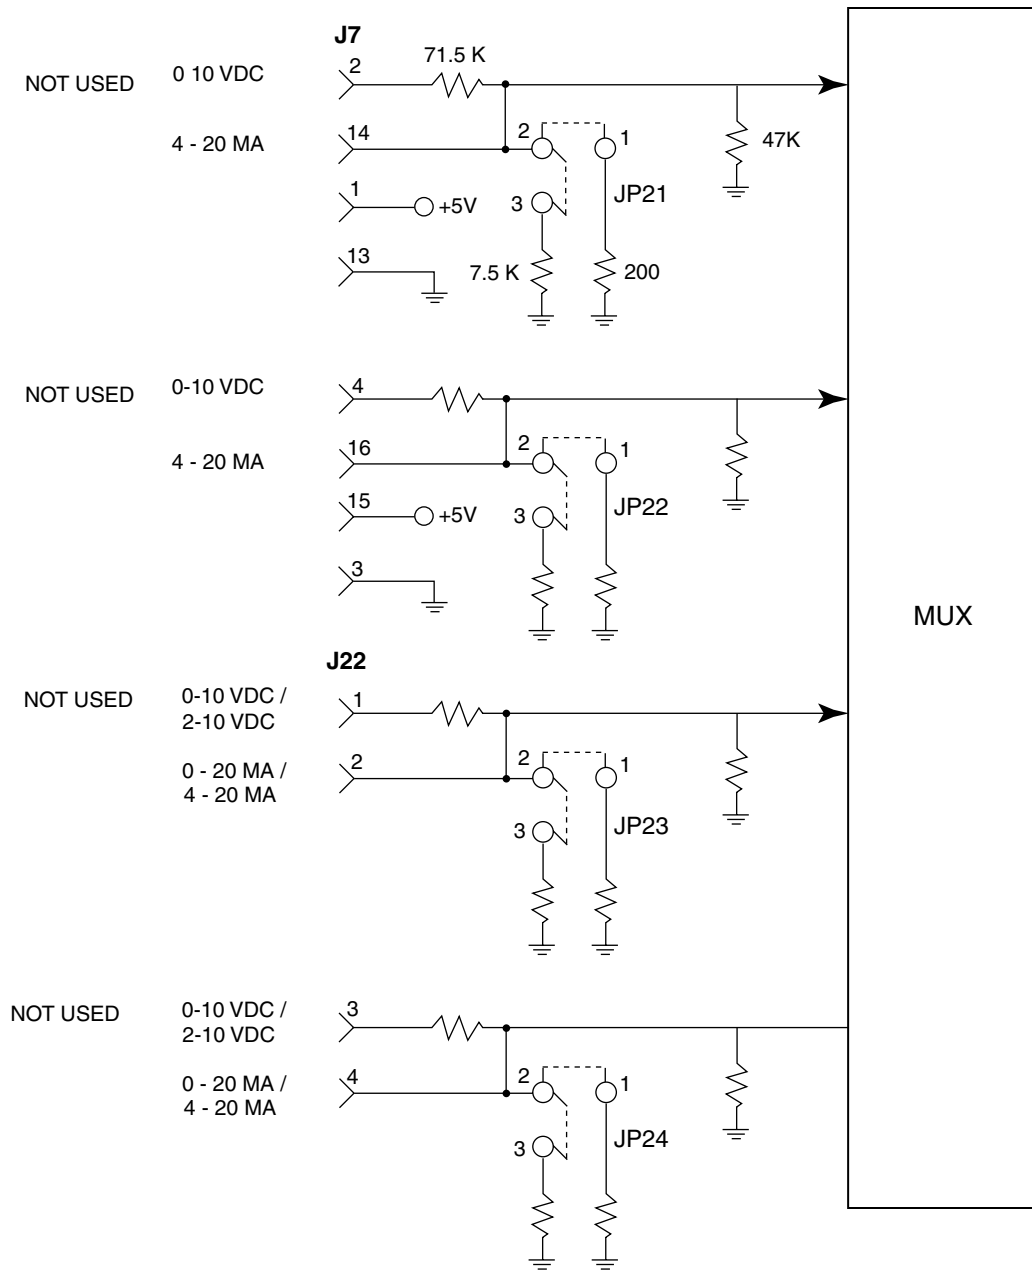 J7
NOT USED 0 10 VDC 2 71.5 K
4 - 20 MA 14 2 1 47K
1 +5V 3 JP21
13 7.5 K 200
NOT USED 0-10 VDC 4
4 - 20 MA 16 2 1
15 +5V 3 JP22
3
MUX
J22
NOT USED 0-10 VDC / 1
2-10 VDC
0 - 20 MA / 2 2 1
4 - 20 MA
3 JP23
NOT USED 0-10 VDC / 3
2-10 VDC
0 - 20 MA / 4 2 1
4 - 20 MA
3 JP24